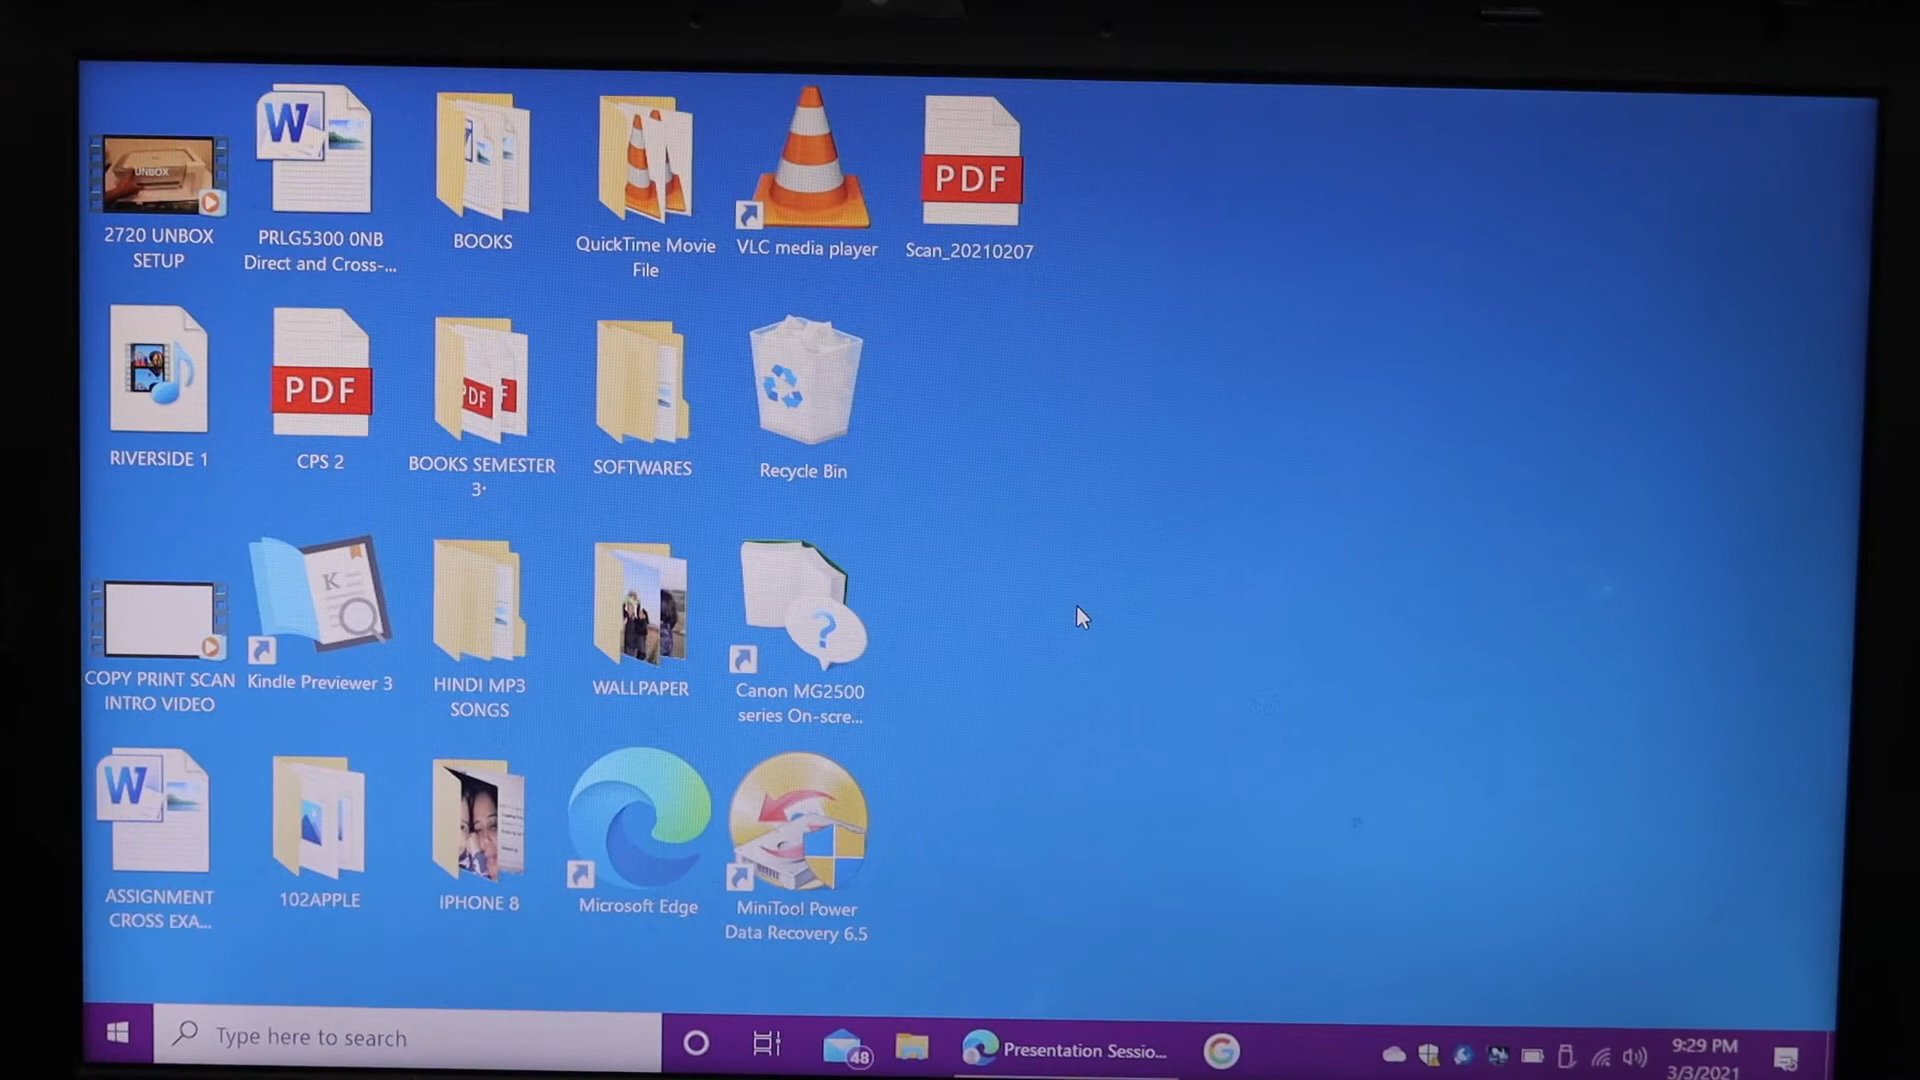 UNBOX
2720 UNBOX
SETUP
W
PRLG5300 0NB
Direct and Cross-...
BOOKS
QuickTime Movie
File
VLC media player
PDF
Scan_20210207
RIVERSIDE 1
PDF
CPS 2
PDF
BOOKS SEMESTER
3·
SOFTWARES
Recycle Bin
COPY PRINT SCAN
INTRO VIDEO
K
Kindle Previewer 3
HINDI MP3
SONGS
WALLPAPER
?
Canon MG2500
series On-scre...
W
ASSIGNMENT
CROSS EXA...
102APPLE
IPHONE 8
Microsoft Edge
MiniTool Power
Data Recovery 6.5
Type here to search
48
Presentation Sessio...
G
9:29 PM
3/3/2021